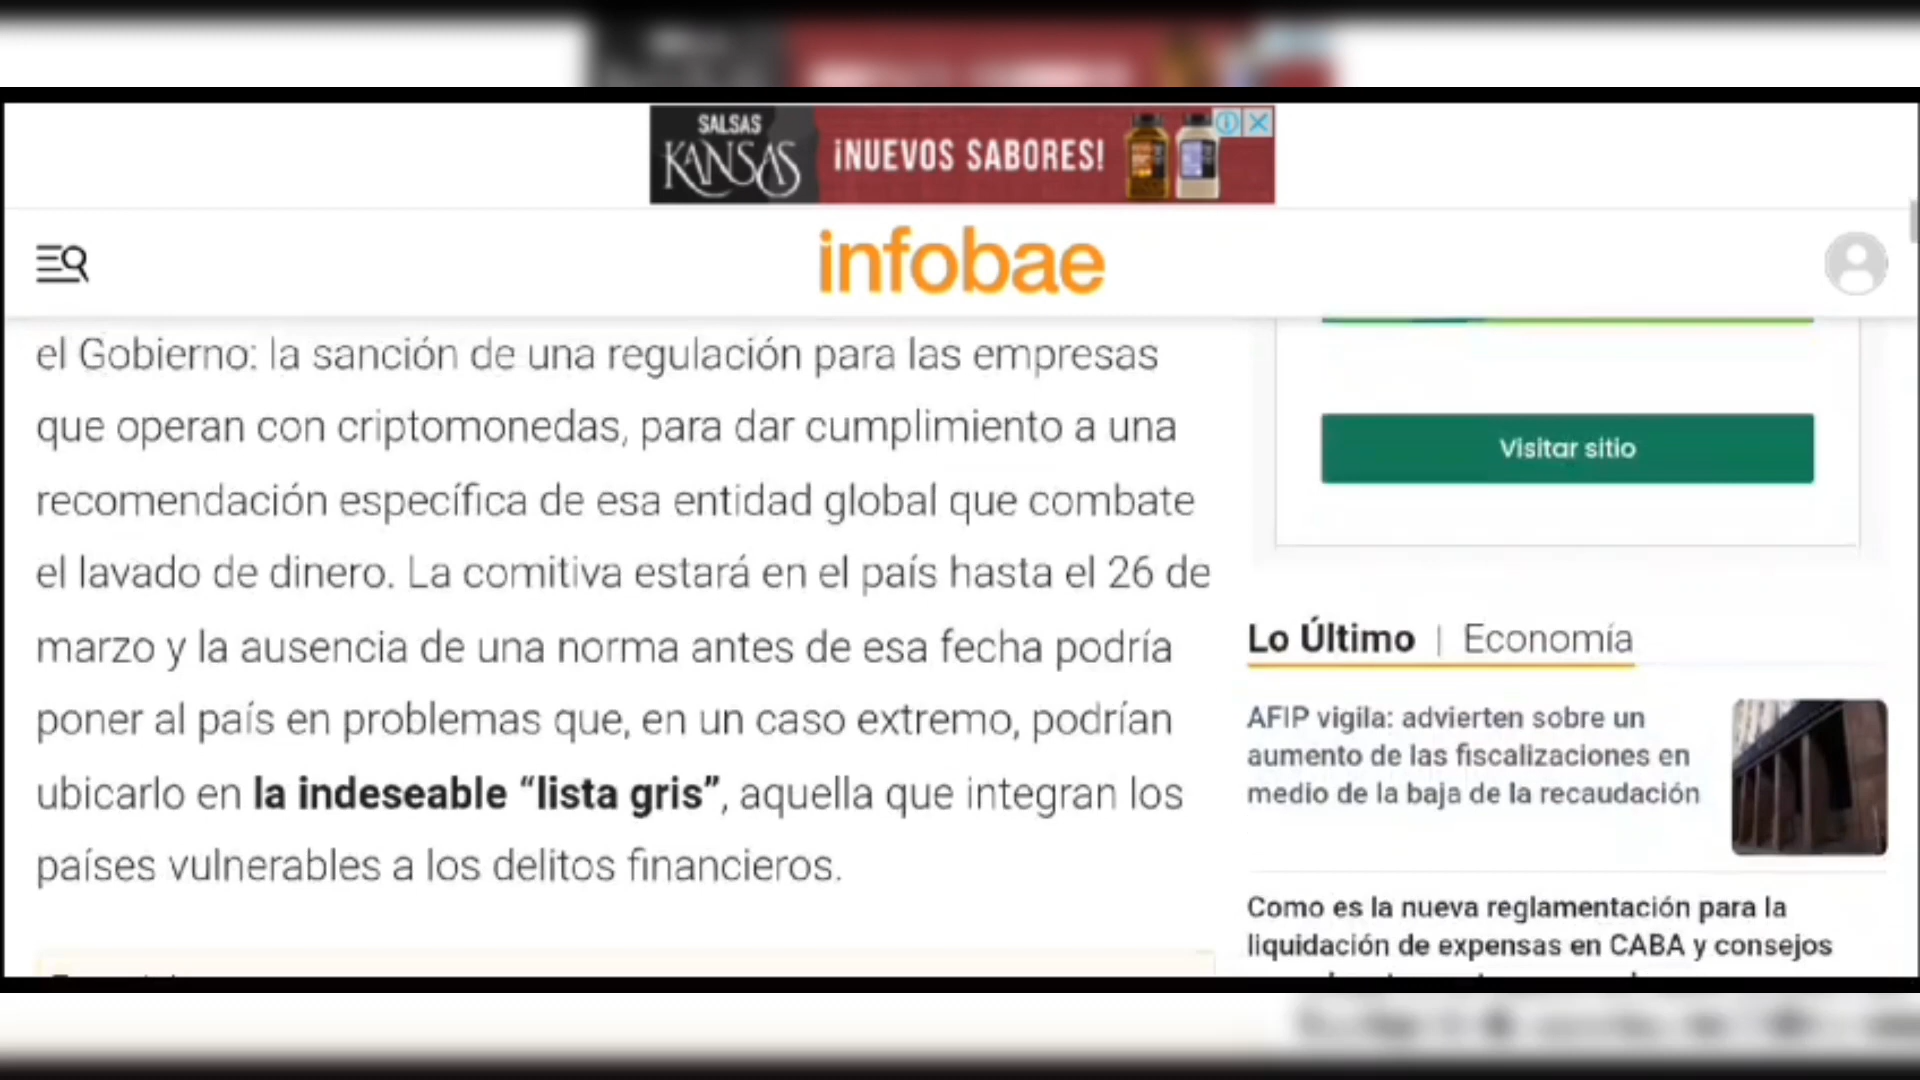 SALSAS
KANSAS
¡NUEVOS SABORES!
infobae
el Gobierno: la sanción de una regulación para las empresas
que operan con criptomonedas, para dar cumplimiento a una
recomendación específica de esa entidad global que combate
el lavado de dinero. La comitiva estará en el país hasta el 26 de
marzo y la ausencia de una norma antes de esa fecha podría
poner al país en problemas que, en un caso extremo, podrían
ubicarlo en la indeseable “lista gris”, aquella que integran los
países vulnerables a los delitos financieros.
Visitar sitio
Lo Último | Economía
AFIP vigila: advierten sobre un
aumento de las fiscalizaciones en
medio de la baja de la recaudación
Como es la nueva reglamentación para la
liquidación de expensas en CABA y consejos